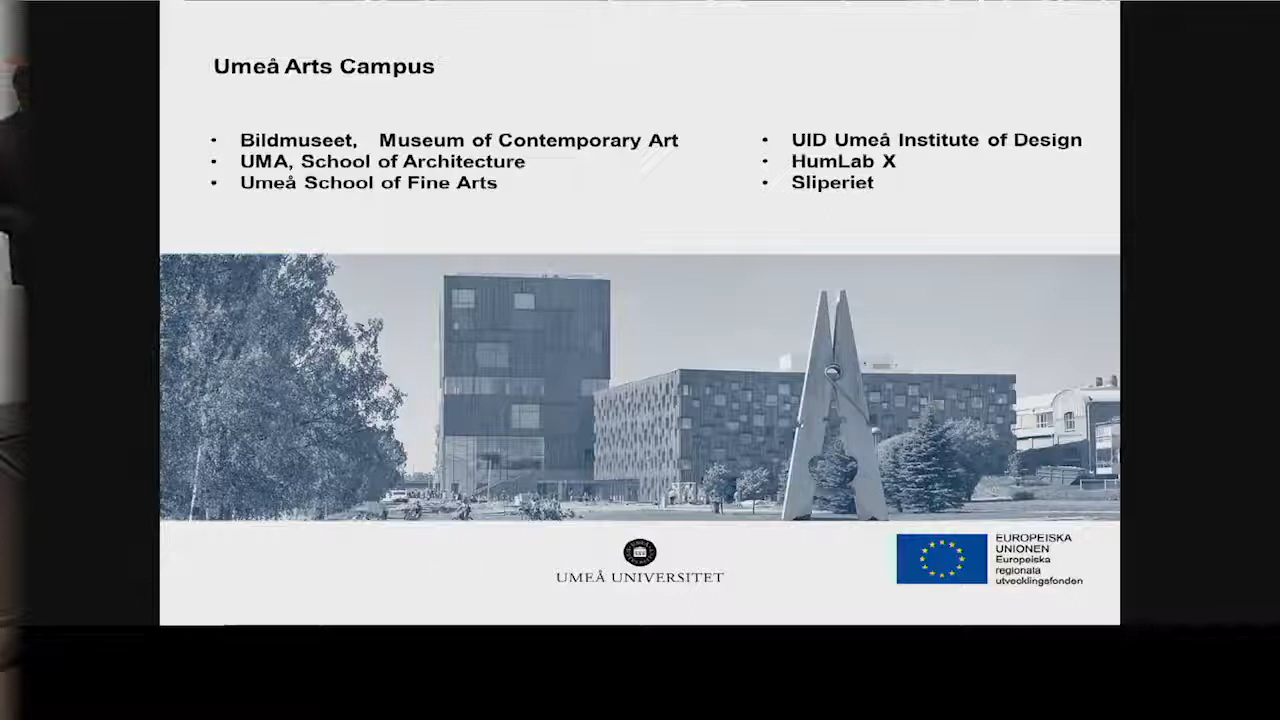 Umeå Arts Campus
• Bildmuseet, Museum of Contemporary Art
• UMA, School of Architecture
• Umeå School of Fine Arts
• UID Umeå Institute of Design
• HumLab X
• Sliperiet
UMEÅ UNIVERSITET
EUROPEISKA
UNIONEN
Europeiska
regionala
utvecklingsfonden